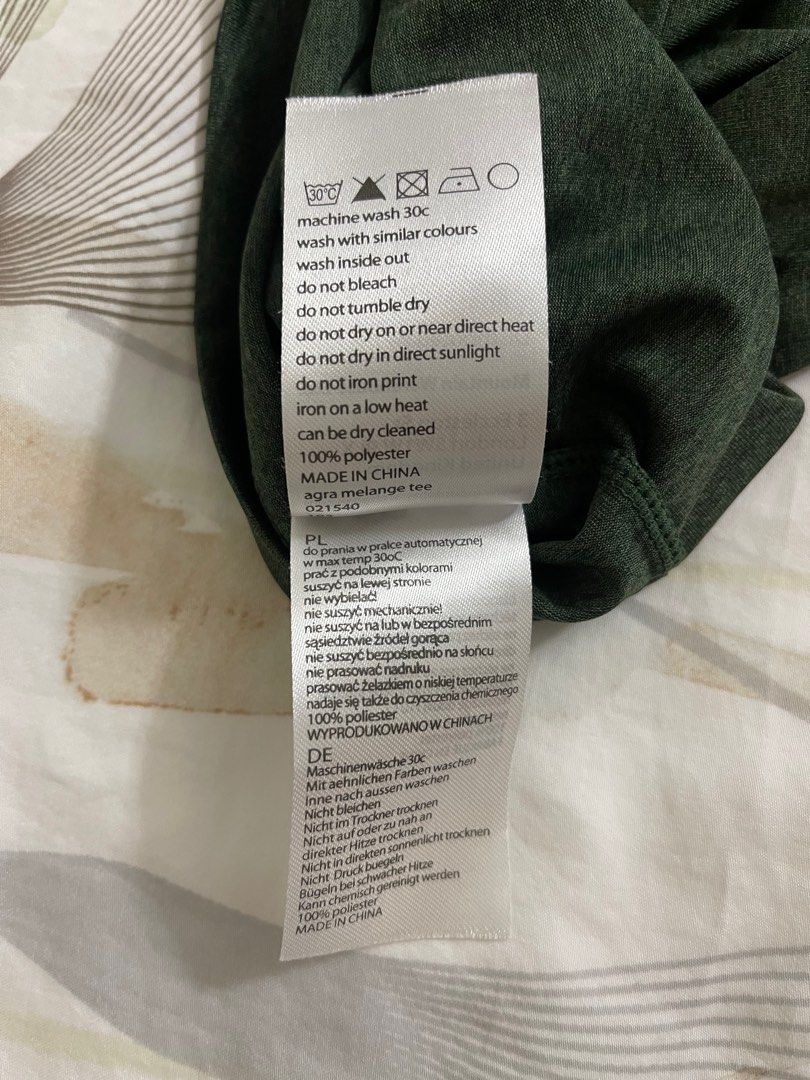 30°C
machine wash 30c
wash with similar colours
wash inside out
do not bleach
do not tumble dry
do not dry on or near direct heat
do not dry in direct sunlight
do not iron print
iron on a low heat
can be dry cleaned
100% polyester
MADE IN CHINA
agra melange tee
021540
PL
do prania w pralce automatycznej
w max temp 30oC
prać z podobnymi kolorami
suszyć na lewej stronie
nie wybielać!
nie suszyć mechanicznie!
nie suszyć na lub w bezpośrednim
sąsiedztwie źródeł gorąca
nie suszyć bezpośrednio na słońcu
nie prasować nadruku
prasować żelazkiem o niskiej temperaturze
nadaje się także do czyszczenia chemicznego
100% poliester
WYPRODUKOWANO W CHINACH
DE
Maschinenwäsche 30c
Mit aehnlichen Farben waschen
Inne nach aussen waschen
Nicht bleichen
Nicht im Trockner trocknen
Nicht auf oder zu nah an
direkter Hitze trocknen
Nicht in direkten sonnenlicht trocknen
Nicht Druck buegeln
Bügeln bei schwacher Hitze
Kann chemisch gereinigt werden
100% poliester
MADE IN CHINA